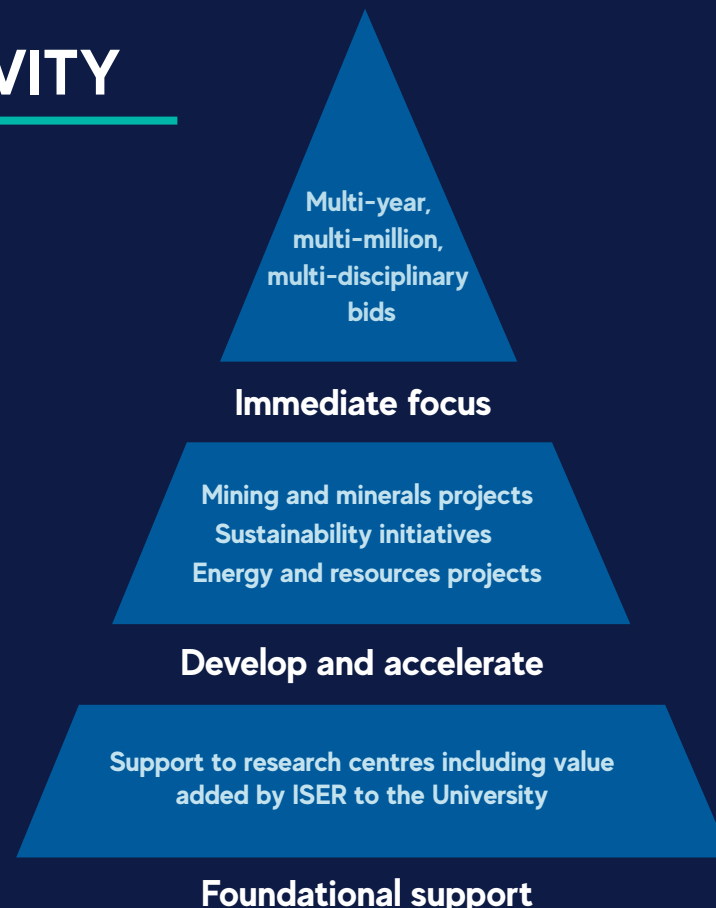 VITY
Multi-year,
multi-million,
multi-disciplinary
bids
Immediate focus
Mining and minerals projects
Sustainability initiatives
Energy and resources projects
Develop and accelerate
Support to research centres including value
added by ISER to the University
Foundational support